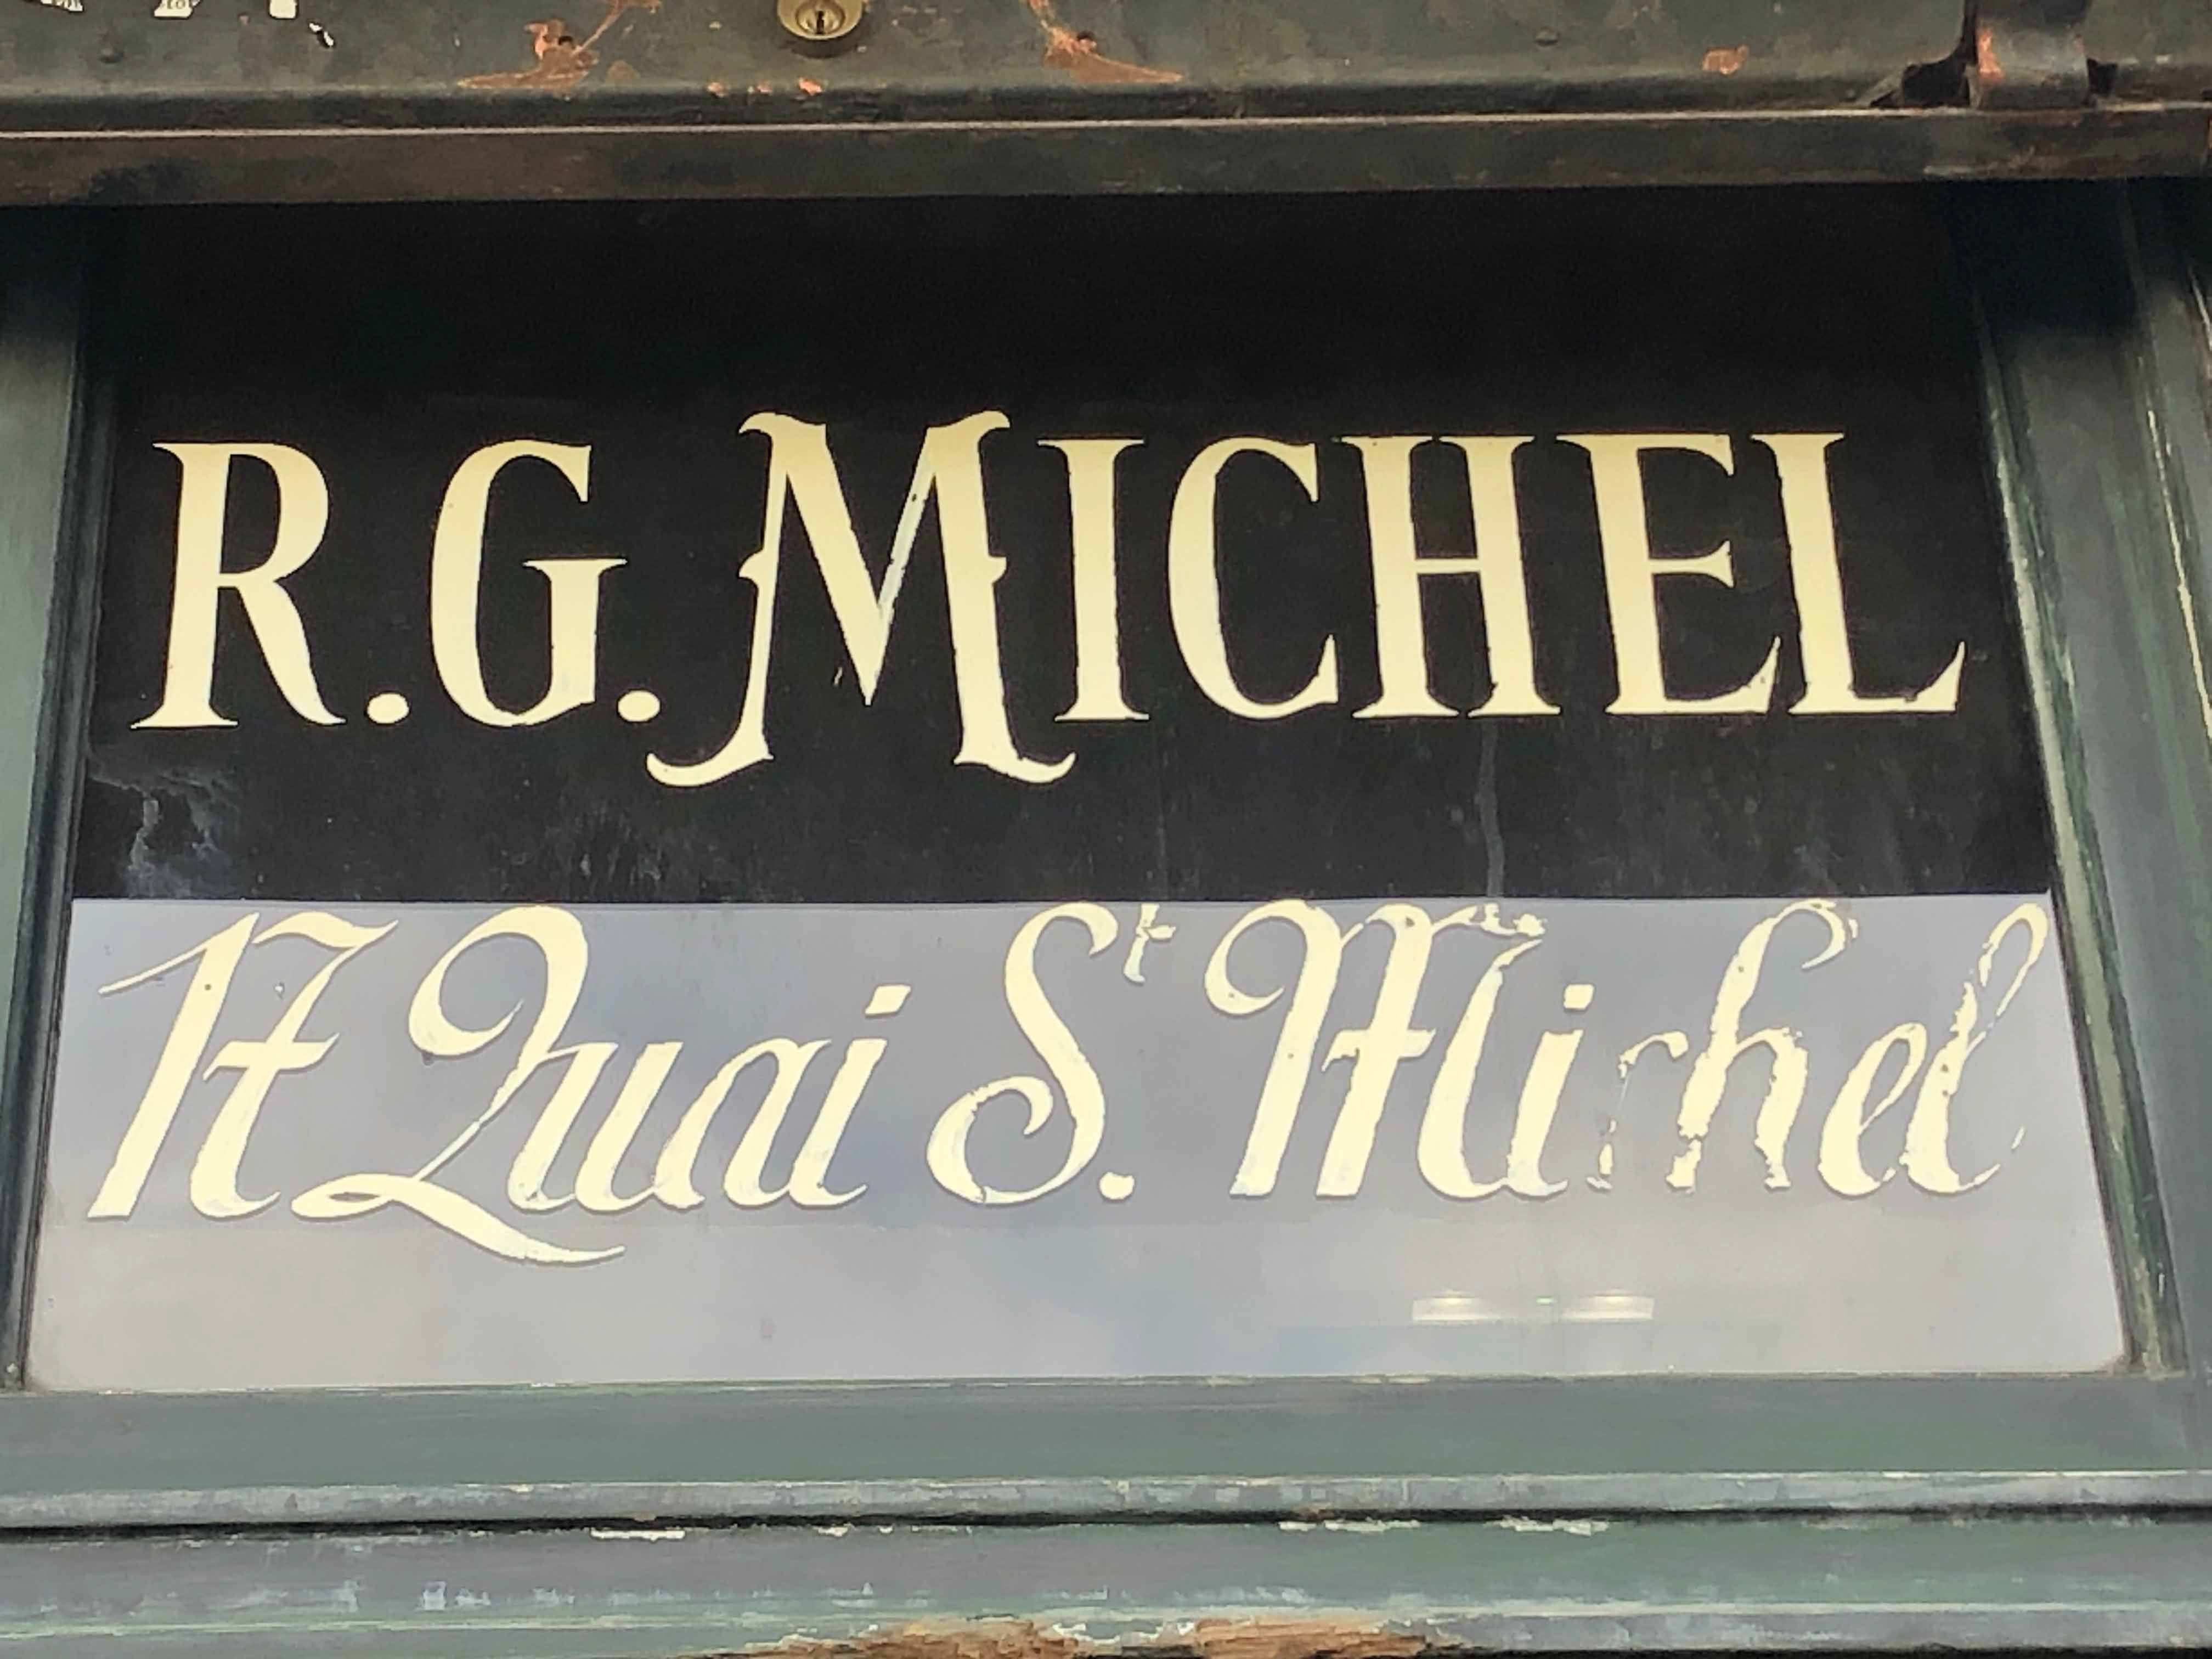 R.G. MICHEL
17 Quai St. Michel